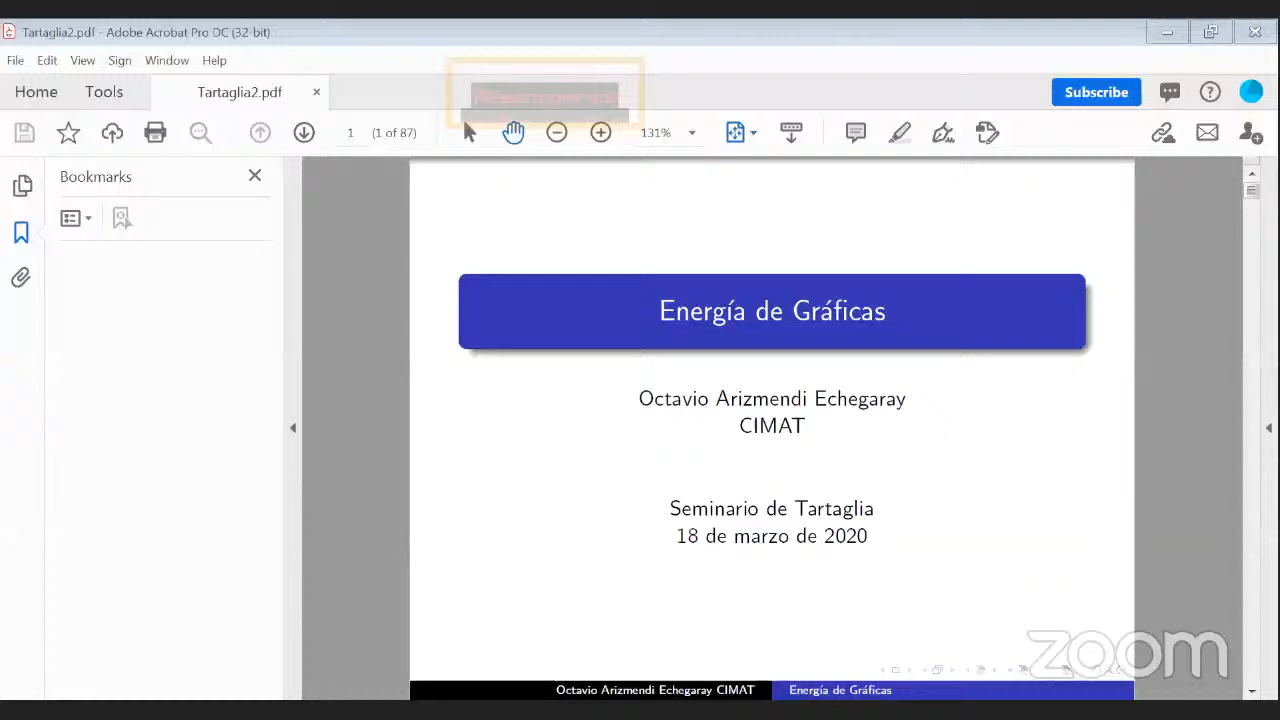 Tartaglia2.pdf - Adobe Acrobat Pro DC (32-bit)
File Edit View Sign Window Help
Home Tools Tartaglia2.pdf × Subscribe
1 (1 of 87) 131%
Bookmarks
Energía de Gráficas
Octavio Arizmendi Echegaray
CIMAT
Seminario de Tartaglia
18 de marzo de 2020
zoom
Octavio Arizmendi Echegaray CIMAT Energía de Gráficas